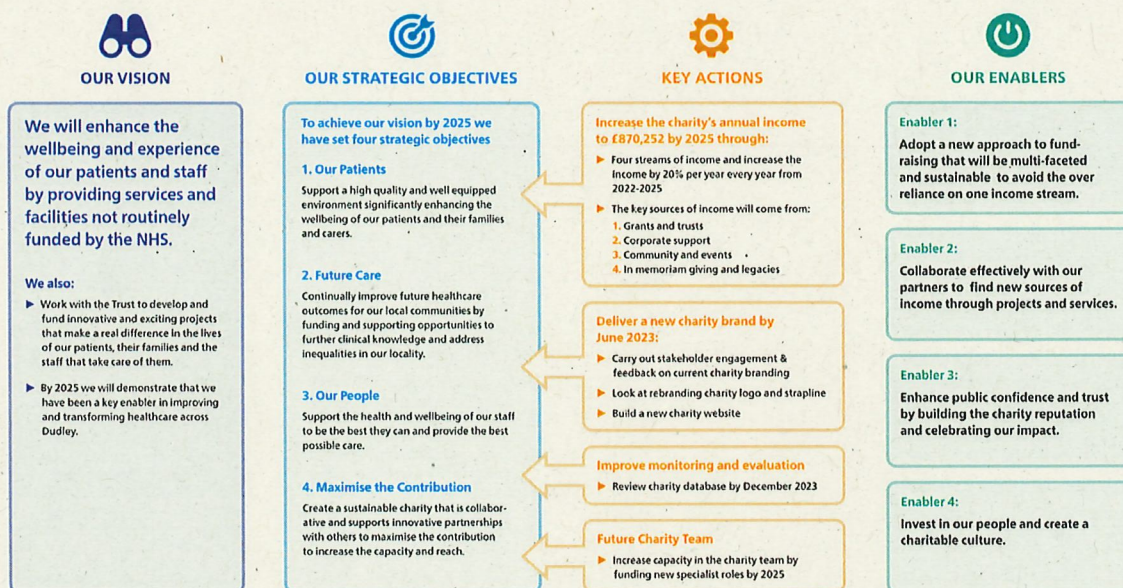 OUR VISION
We will enhance the
wellbeing and experience
of our patients and staff
by providing services and
facilities not routinely
funded by the NHS.
We also:
Work with the Trust to develop and
fund innovative and exciting projects
that make a real difference in the lives
of our patients, their families and the
staff that take care of them.
By 2025 we will demonstrate that we
have been a key enabler in improving
and transforming healthcare across
Dudley.
OUR STRATEGIC OBJECTIVES
To achieve our vision by 2025 we
have set four strategic objectives
1. Our Patients
Support a high quality and well equipped
environment significantly enhancing the
wellbeing of our patients and their families
and carers.
2. Future Care
Continually improve future healthcare
outcomes for our local communities by
funding and supporting opportunities to
further clinical knowledge and address
inequalities in our locality.
3. Our People
Support the health and wellbeing of our staff
to be the best they can and provide the best
possible care.
4. Maximise the Contribution
Create a sustainable charity that is collabor-
ative and supports innovative partnerships
with others to maximise the contribution
to increase the capacity and reach.
KEY ACTIONS
Increase the charity's annual income
to £870,252 by 2025 through:
Four streams of income and increase the
income by 20% per year every year from
2022-2025
The key sources of income will come from:
1. Grants and trusts
2. Corporate support
3. Community and events
4. In memoriam giving and legacies
Deliver a new charity brand by
June 2023:
Carry out stakeholder engagement &
feedback on current charity branding
Look at rebranding charity logo and strapline
Build a new charity website
Improve monitoring and evaluation
Review charity database by December 2023
Future Charity Team
Increase capacity in the charity team by
funding new specialist roles by 2025
OUR ENABLERS
Enabler 1:
Adopt a new approach to fund-
raising that will be multi-faceted
and sustainable to avoid the over
reliance on one income stream.
Enabler 2:
Collaborate effectively with our
partners to find new sources of
income through projects and services.
Enabler 3:
Enhance public confidence and trust
by building the charity reputation
and celebrating our impact.
Enabler 4:
Invest in our people and create a
charitable culture.